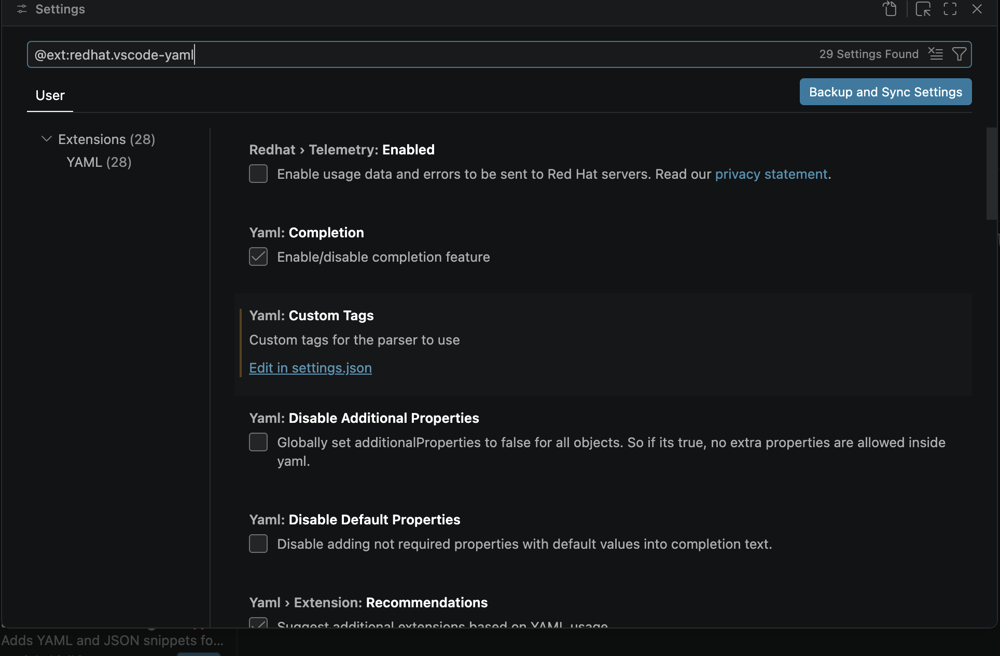 Settings
@ext:redhat.vscode-yaml
29 Settings Found
User
Backup and Sync Settings
Extensions (28)
YAML (28)
Redhat › Telemetry: Enabled
Enable usage data and errors to be sent to Red Hat servers. Read our privacy statement.
Yaml: Completion
Enable/disable completion feature
Yaml: Custom Tags
Custom tags for the parser to use
Edit in settings.json
Yaml: Disable Additional Properties
Globally set additionalProperties to false for all objects. So if its true, no extra properties are allowed inside
yaml.
Yaml: Disable Default Properties
Disable adding not required properties with default values into completion text.
Yaml › Extension: Recommendations
Suggest additional extensions based on YAML usage.
Adds YAML and JSON snippets fo...